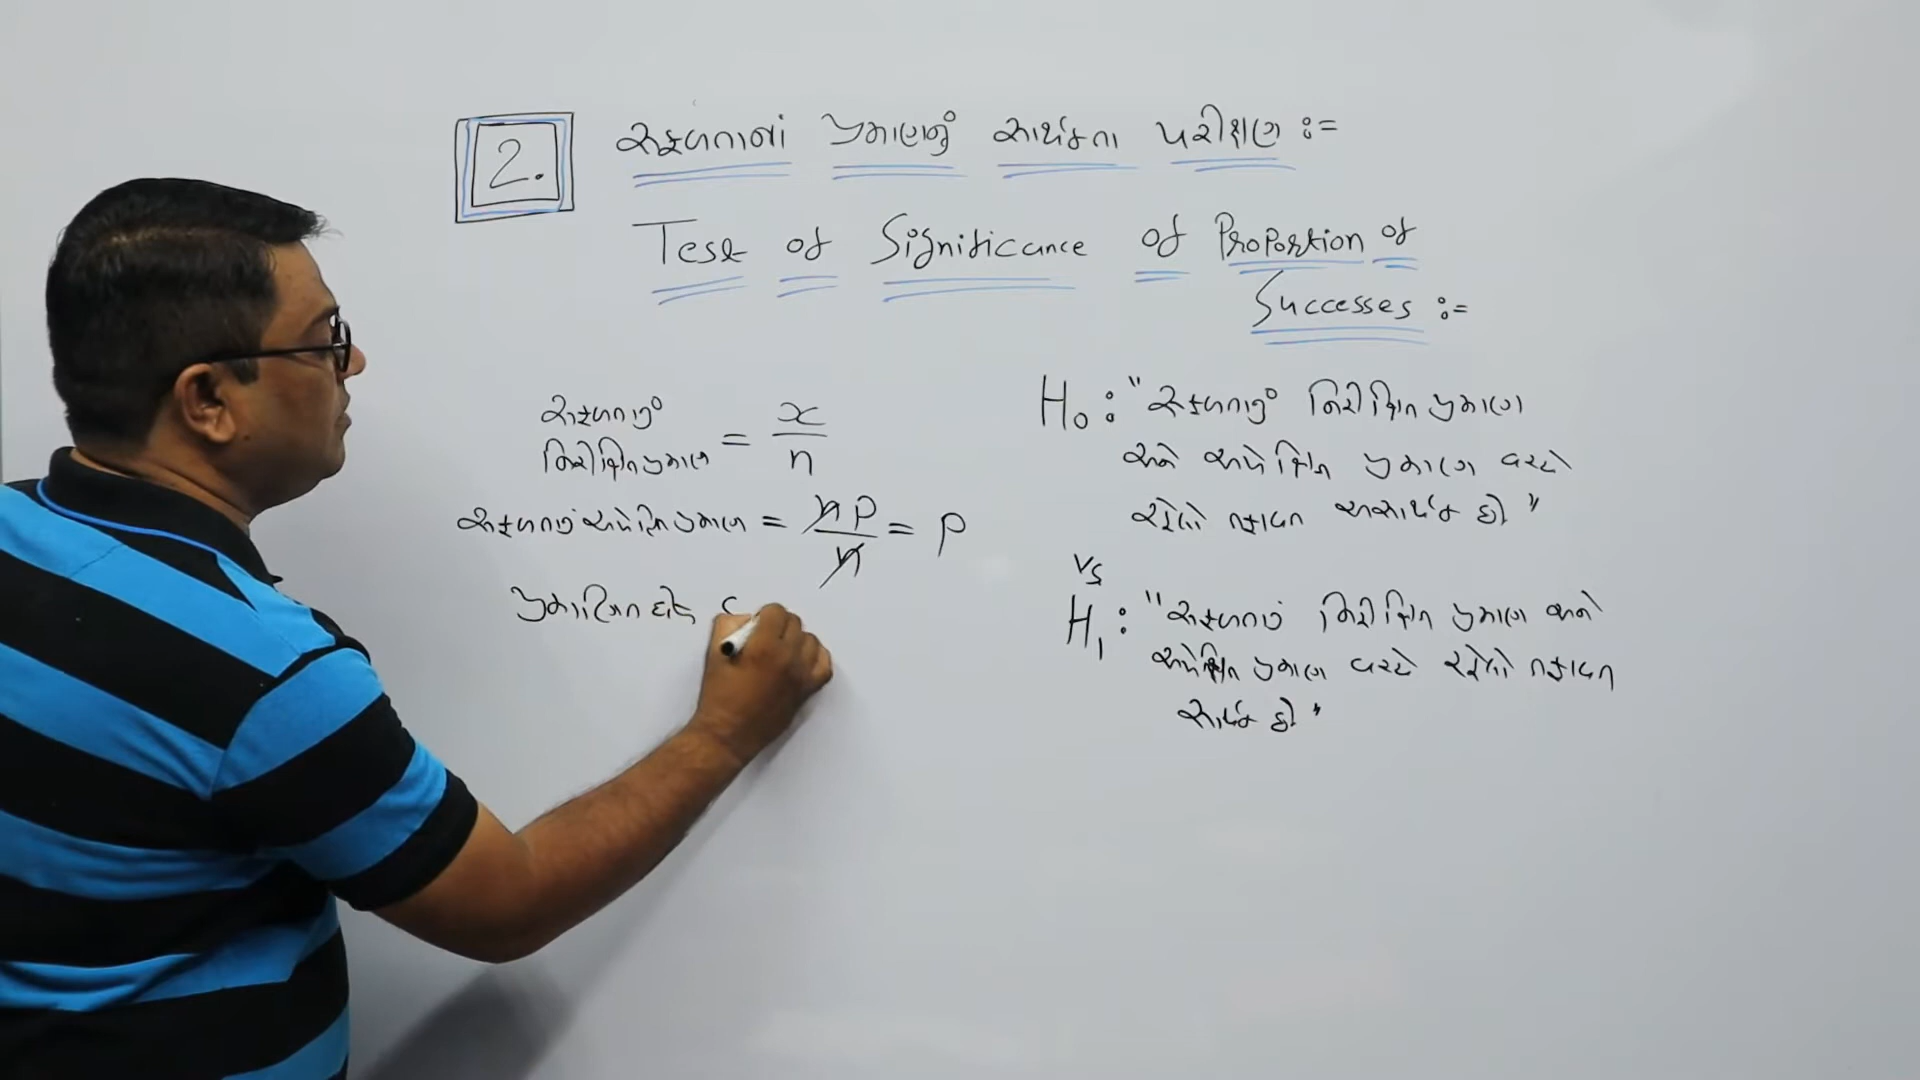 2.
સફળતાનાં પ્રમાણનું સાર્થકતા પરીક્ષણ :=
Test of Significance of Proportion of
Successes :=
સફળતાનું
નિરીક્ષિત પ્રમાણ = x/n
સફળતાનું અપેક્ષિત પ્રમાણ = np/n = p
પ્રમાણિત દોષ
H₀ : "સફળતાનું નિરીક્ષિત પ્રમાણ
અને અપેક્ષિત પ્રમાણ વચ્ચે
રહેલો તફાવત અસાર્થક છે"
vs
H₁ : "સફળતાનું નિરીક્ષિત પ્રમાણ અને
અપેક્ષિત પ્રમાણ વચ્ચે રહેલો તફાવત
સાર્થક છે"